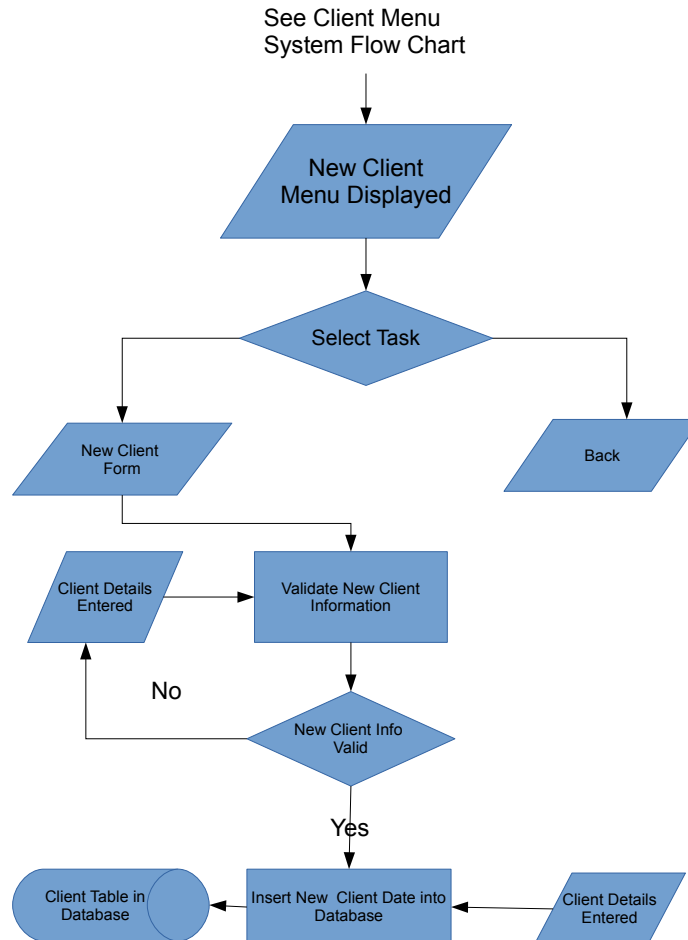 See Client Menu
System Flow Chart
New Client
Menu Displayed
Select Task
New Client
Form
Back
Client Details
Entered
Validate New Client
Information
No
New Client Info
Valid
Yes
Client Table in
Database
Insert New Client Date into
Database
Client Details
Entered